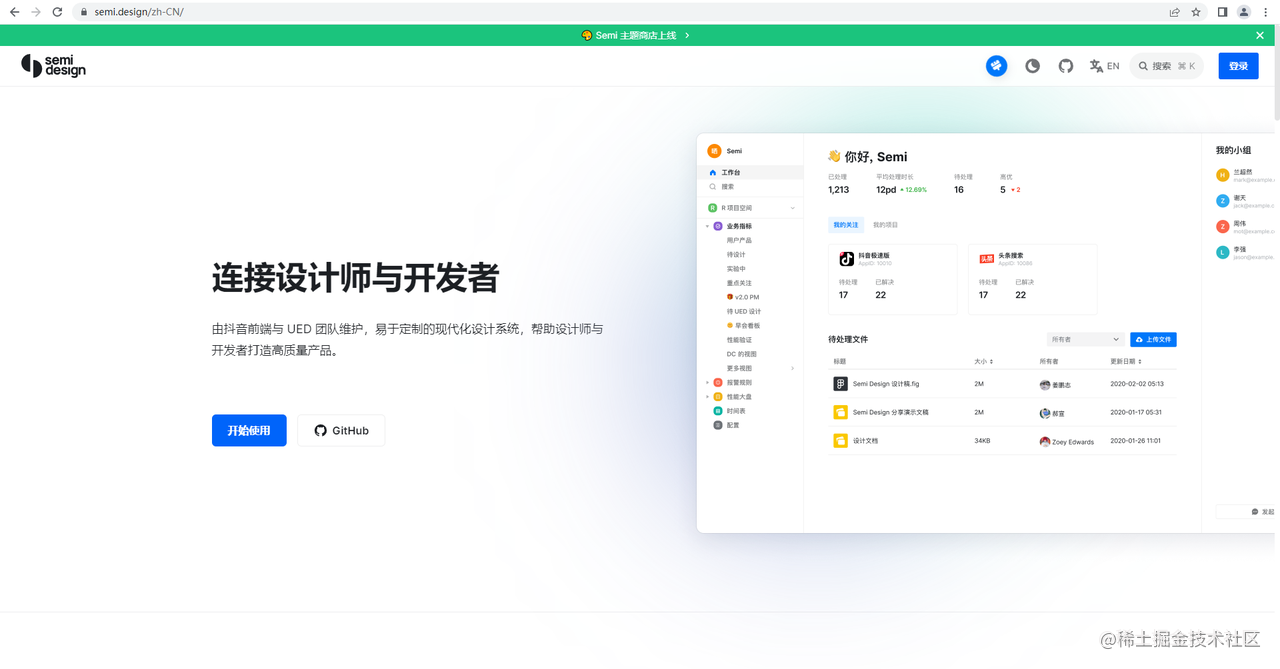 semi.design/zh-CN/
Semi 主题商店上线
semi
design
EN
搜索 ⌘ K
登录
连接设计师与开发者
由抖音前端与 UED 团队维护，易于定制的现代化设计系统，帮助设计师与
开发者打造高质量产品。
开始使用
GitHub
Semi
工作台
搜索
R 项目空间
业务指标
用户产品
待设计
实验中
重点关注
v2.0 PM
待 UED 设计
早会看板
性能验证
DC 的视图
更多视图
报警规则
性能大盘
时间表
配置
👋 你好, Semi
已处理 平均处理时长 待处理 高优
1,213 12pd 12.69% 16 5 2
我的关注 我的项目
抖音极速版
AppID: 10010
待处理 已解决
17 22
头条
头条搜索
AppID: 10086
待处理 已解决
17 22
待处理文件
所有者
上传文件
标题 大小 所有者 更新日期
Semi Design 设计稿.fig 2M 姜鹏志 2020-02-02 05:13
Semi Design 分享演示文稿 2M 郝宣 2020-01-17 05:31
设计文档 34KB Zoey Edwards 2020-01-26 11:01
我的小组
H 兰超然
Z 谢天
jack@example.c
Z 周伟
L 李强
jason@example.
发起
@稀土掘金技术社区